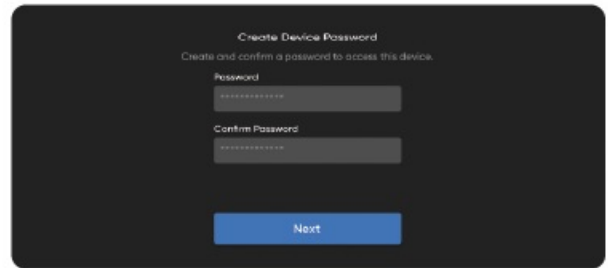 Create Device Password
Create and confirm a password to access this device.
Password
*************
Confirm Password
*************
Next